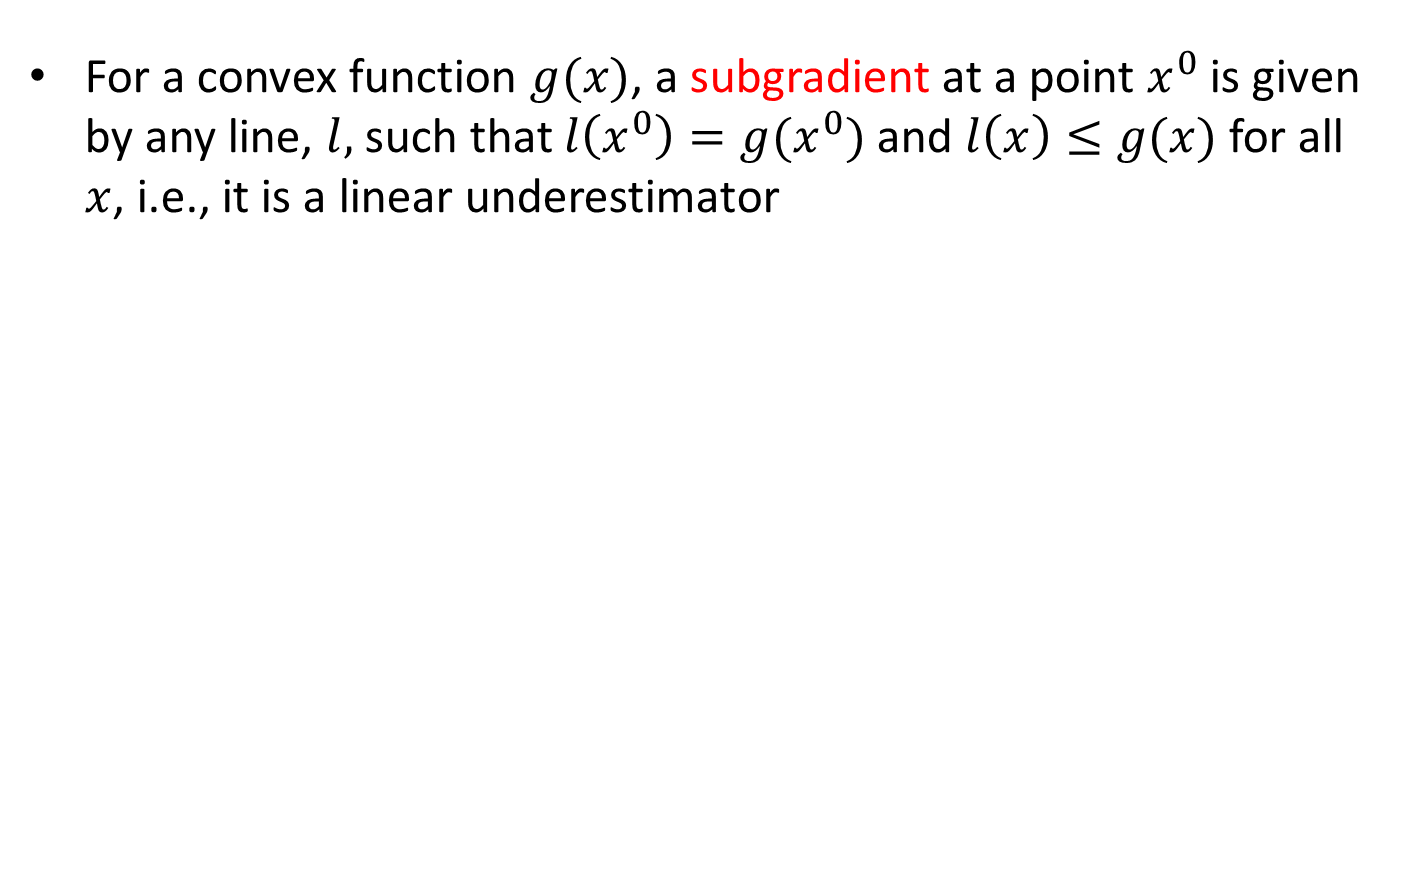 • For a convex function g(x), a subgradient at a point x⁰ is given
by any line, l, such that l(x⁰) = g(x⁰) and l(x) ≤ g(x) for all
x, i.e., it is a linear underestimator